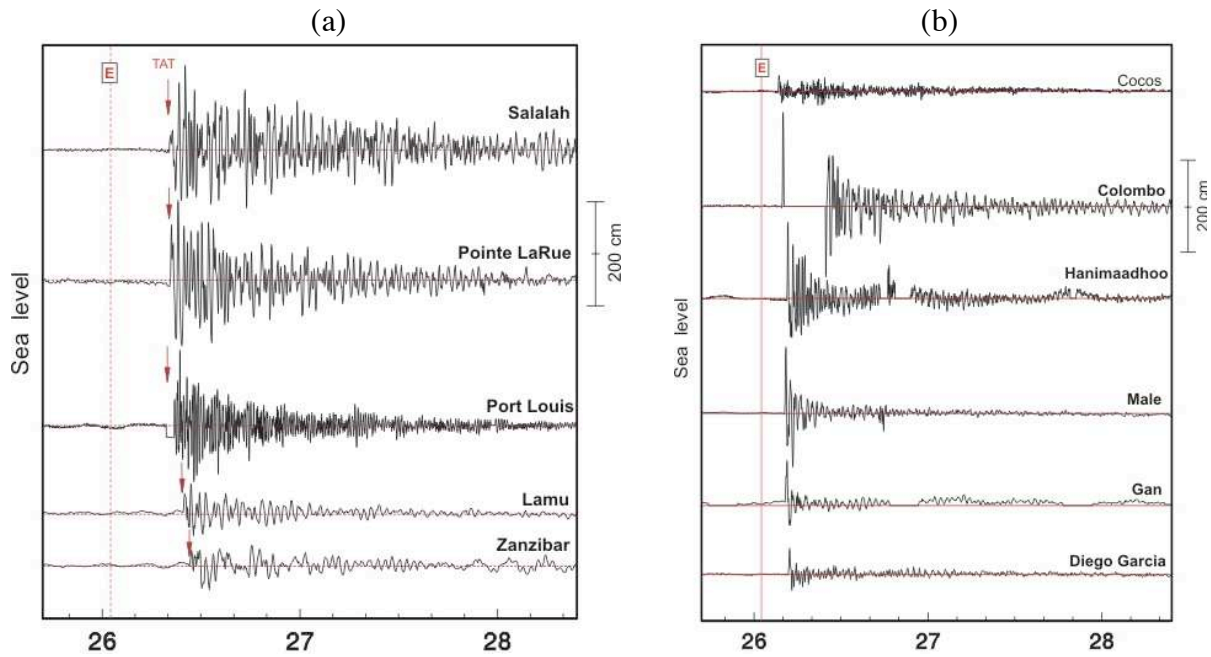 (a)
E
TAT
Salalah
Pointe LaRue
200 cm
Sea level
Port Louis
Lamu
Zanzibar
26 27 28
(b)
E
Cocos
Colombo
200 cm
Hanimaadhoo
Sea level
Male
Gan
Diego Garcia
26 27 28